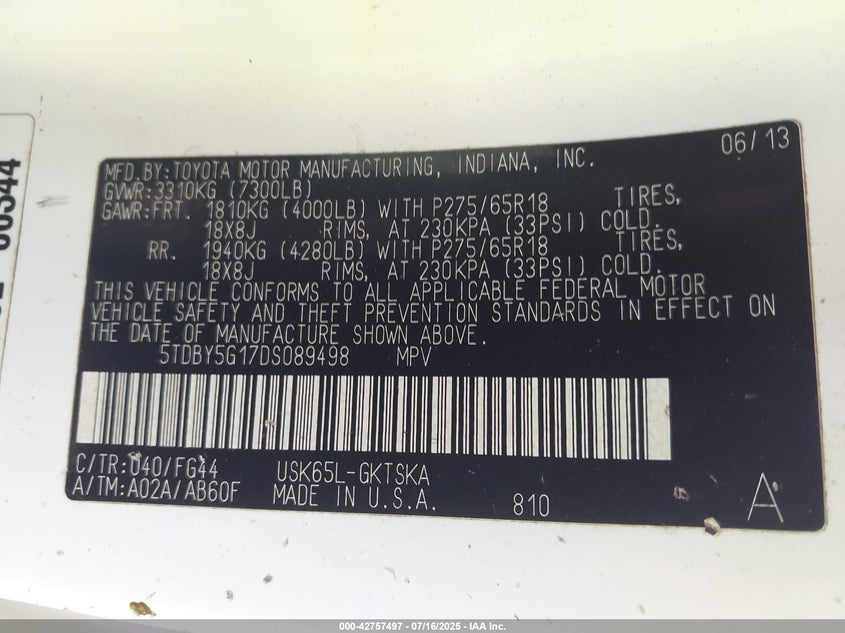 06/13
MFD.BY:TOYOTA MOTOR MANUFACTURING, INDIANA, INC.
GVWR:3310KG (7300LB)
GAWR:FRT. 1810KG (4000LB) WITH P275/65R18 TIRES,
18X8J RIMS, AT 230KPA (33PSI) COLD.
RR. 1940KG (4280LB) WITH P275/65R18 TIRES,
18X8J RIMS, AT 230KPA (33PSI) COLD.
THIS VEHICLE CONFORMS TO ALL APPLICABLE FEDERAL MOTOR
VEHICLE SAFETY AND THEFT PREVENTION STANDARDS IN EFFECT ON
THE DATE OF MANUFACTURE SHOWN ABOVE.
5TDBY5G17DS089498 MPV
C/TR:040/FG44 USK65L-GKTSKA
A/TM:A02A/AB60F MADE IN U.S.A. 810 A
000-42757497 - 07/16/2025 - IAA Inc.